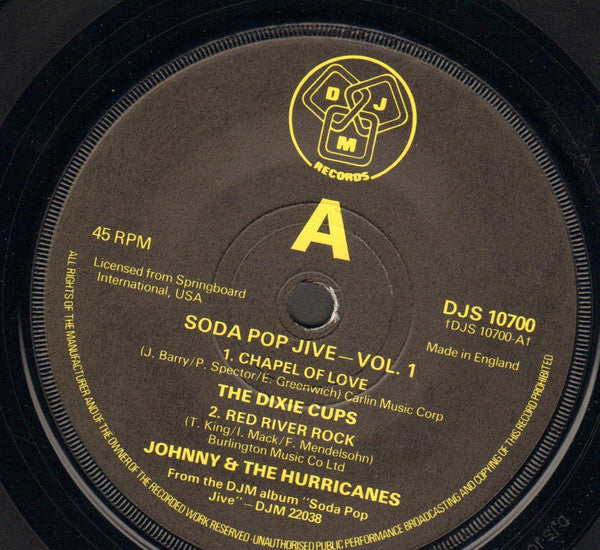 D J
M
RECORDS
A
45 RPM
Licensed from Springboard
International, USA
DJS 10700
†DJS 10700-A†
Made in England
SODA POP JIVE—VOL. 1
1. CHAPEL OF LOVE
(J. Barry/P. Spector/E. Greenwich) Carlin Music Corp
THE DIXIE CUPS
2. RED RIVER ROCK
(T. King/I. Mack/F. Mendelsohn)
Burlington Music Co Ltd
JOHNNY & THE HURRICANES
From the DJM album "Soda Pop
Jive"—DJM 22038
ALL RIGHTS OF THE MANUFACTURER AND OF THE OWNER OF THE RECORDED WORK RESERVED·UNAUTHORISED PUBLIC PERFORMANCE BROADCASTING AND COPYING OF THIS RECORD PROHIBITED